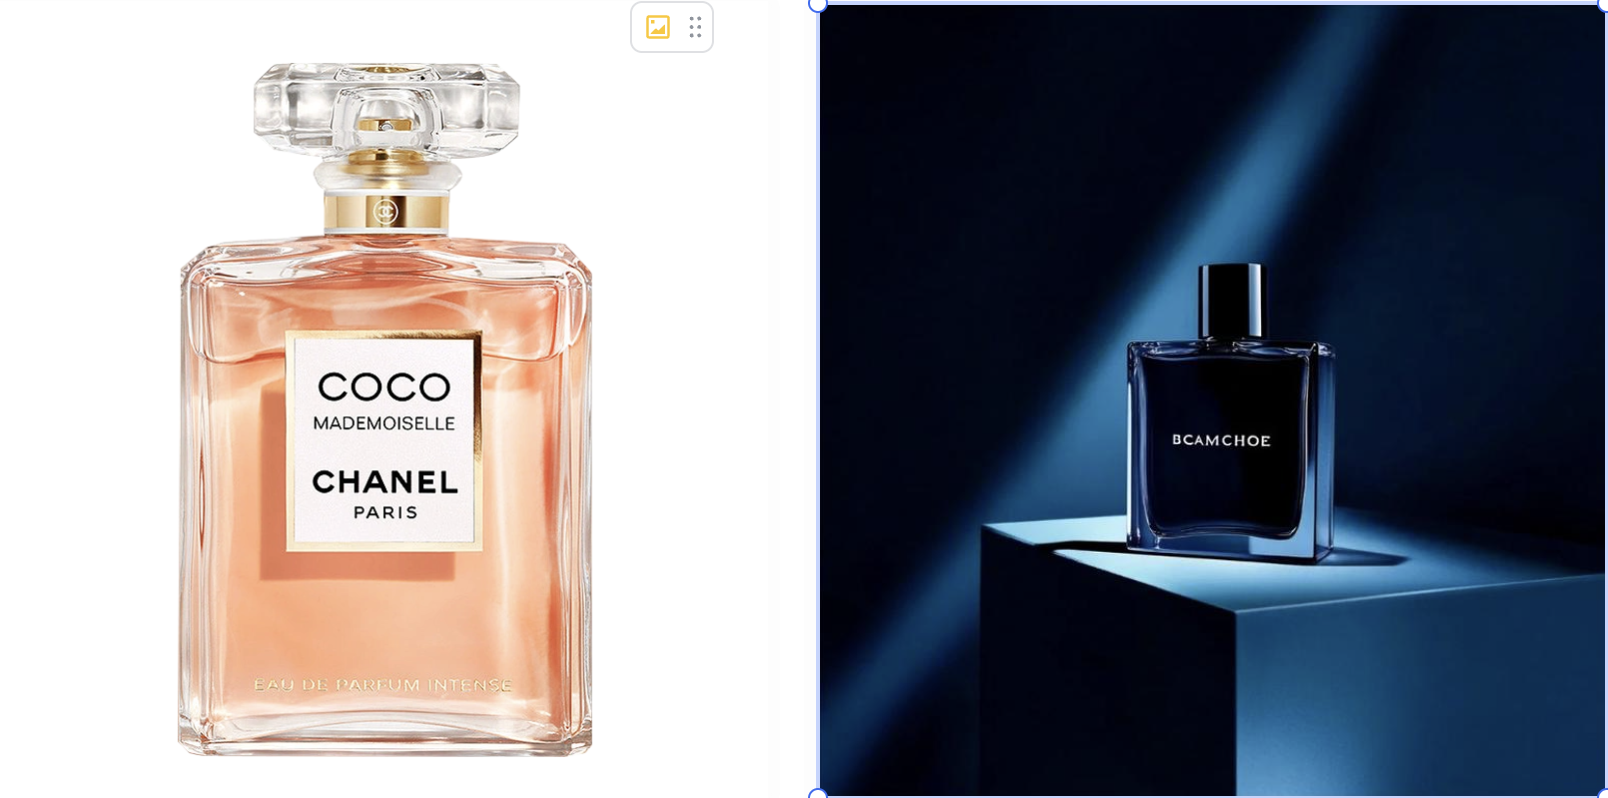 COCO
MADEMOISELLE
CHANEL
PARIS
EAU DE PARFUM INTENSE
BCAMCHOE